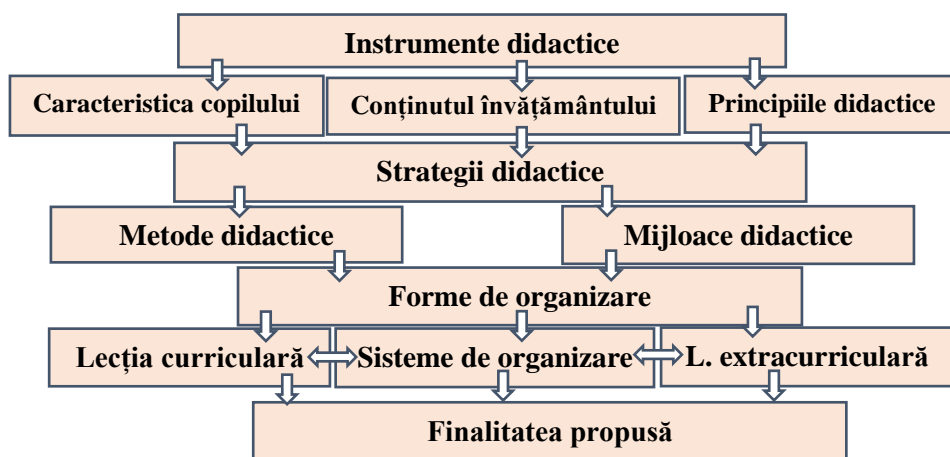 Instrumente didactice
Caracteristica copilului
Conținutul învățământului
Principiile didactice
Strategii didactice
Metode didactice
Mijloace didactice
Forme de organizare
Lecția curriculară
Sisteme de organizare
L. extracurriculară
Finalitatea propusă